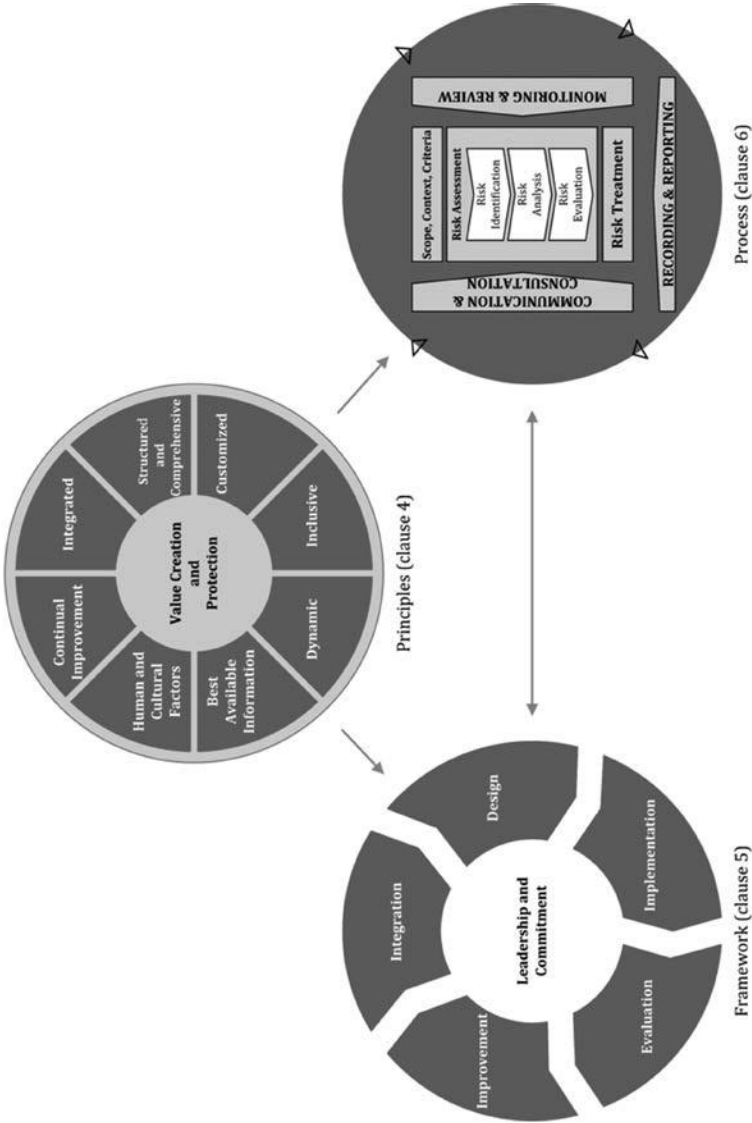 Continual
Improvement
Integrated
Human and
Cultural
Factors
Structured
and
Comprehensive
Value Creation
and
Protection
Best
Available
Information
Customized
Dynamic
Inclusive
Principles (clause 4)
Integration
Improvement
Design
Leadership and
Commitment
Evaluation
Implementation
Framework (clause 5)
Scope, Context, Criteria
Risk Assessment
Risk
Identification
Risk
Analysis
Risk
Evaluation
Risk Treatment
COMMUNICATION &
CONSULTATION
MONITORING & REVIEW
RECORDING & REPORTING
Process (clause 6)